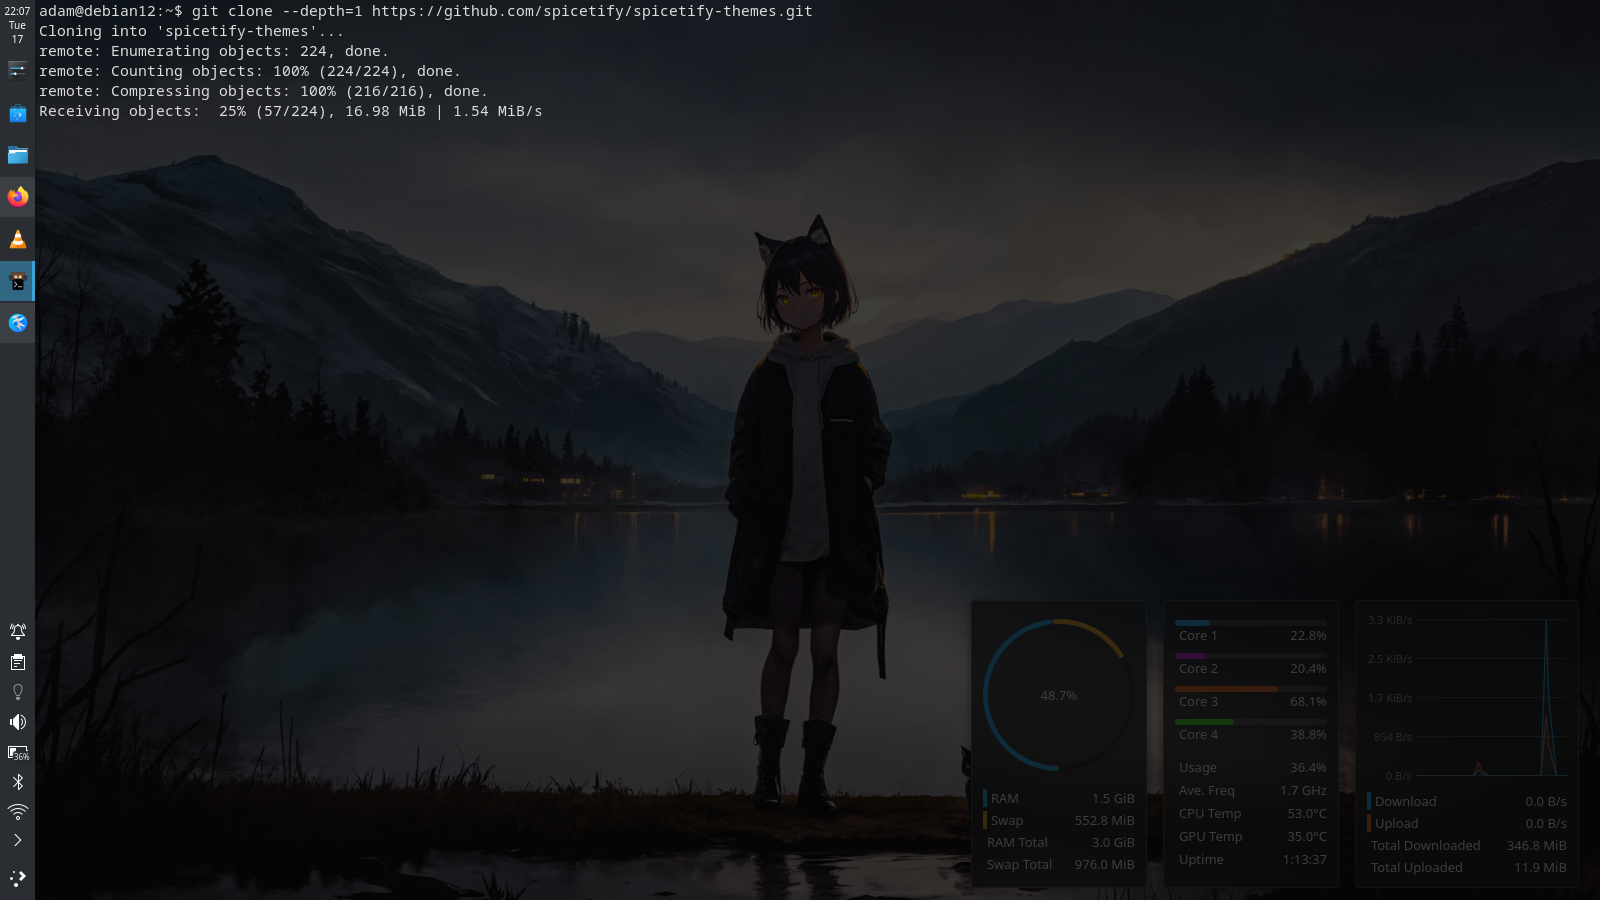 22:07
Tue
17
adam@debian12:~$ git clone --depth=1 https://github.com/spicetify/spicetify-themes.git
Cloning into 'spicetify-themes'...
remote: Enumerating objects: 224, done.
remote: Counting objects: 100% (224/224), done.
remote: Compressing objects: 100% (216/216), done.
Receiving objects:  25% (57/224), 16.98 MiB | 1.54 MiB/s
36%
48.7%
RAM 1.5 GiB
Swap 552.8 MiB
RAM Total 3.0 GiB
Swap Total 976.0 MiB
Core 1 22.8%
Core 2 20.4%
Core 3 68.1%
Core 4 38.8%
Usage 36.4%
Ave. Freq 1.7 GHz
CPU Temp 53.0°C
GPU Temp 35.0°C
Uptime 1:13:37
3.3 KiB/s
2.5 KiB/s
1.7 KiB/s
854 B/s
0 B/s
Download 0.0 B/s
Upload 0.0 B/s
Total Downloaded 346.8 MiB
Total Uploaded 11.9 MiB